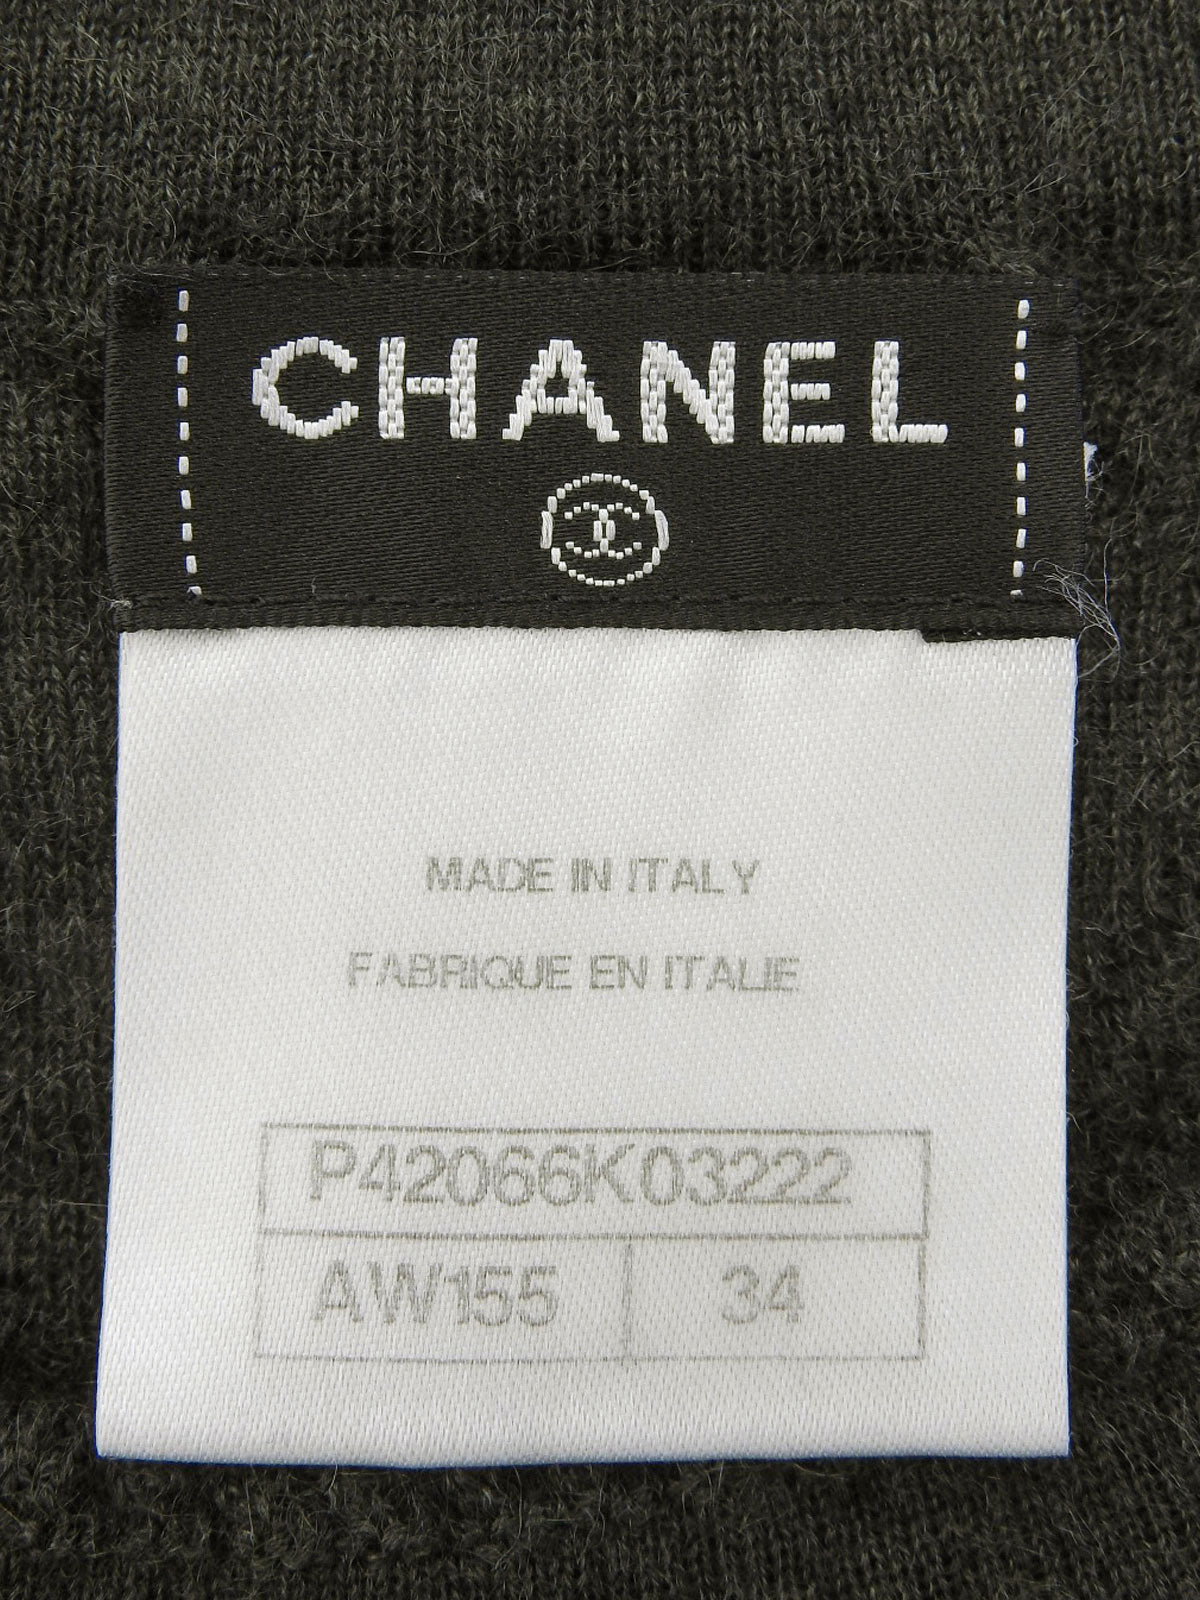 CHANEL
MADE IN ITALY
FABRIQUE EN ITALIE
P42066K03222
AW155 34